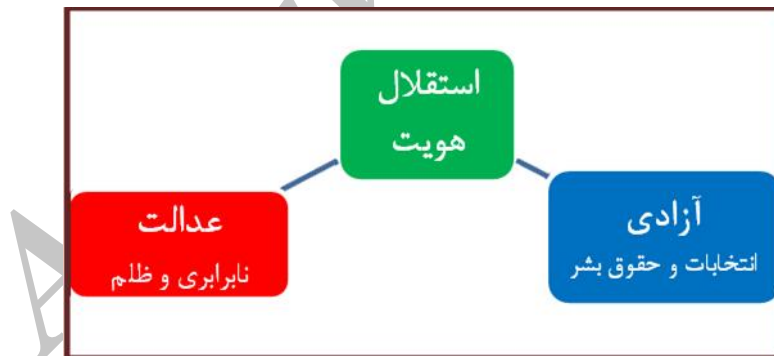 استقلال
هویت
آزادی
انتخابات و حقوق بشر
عدالت
نابرابری و ظلم